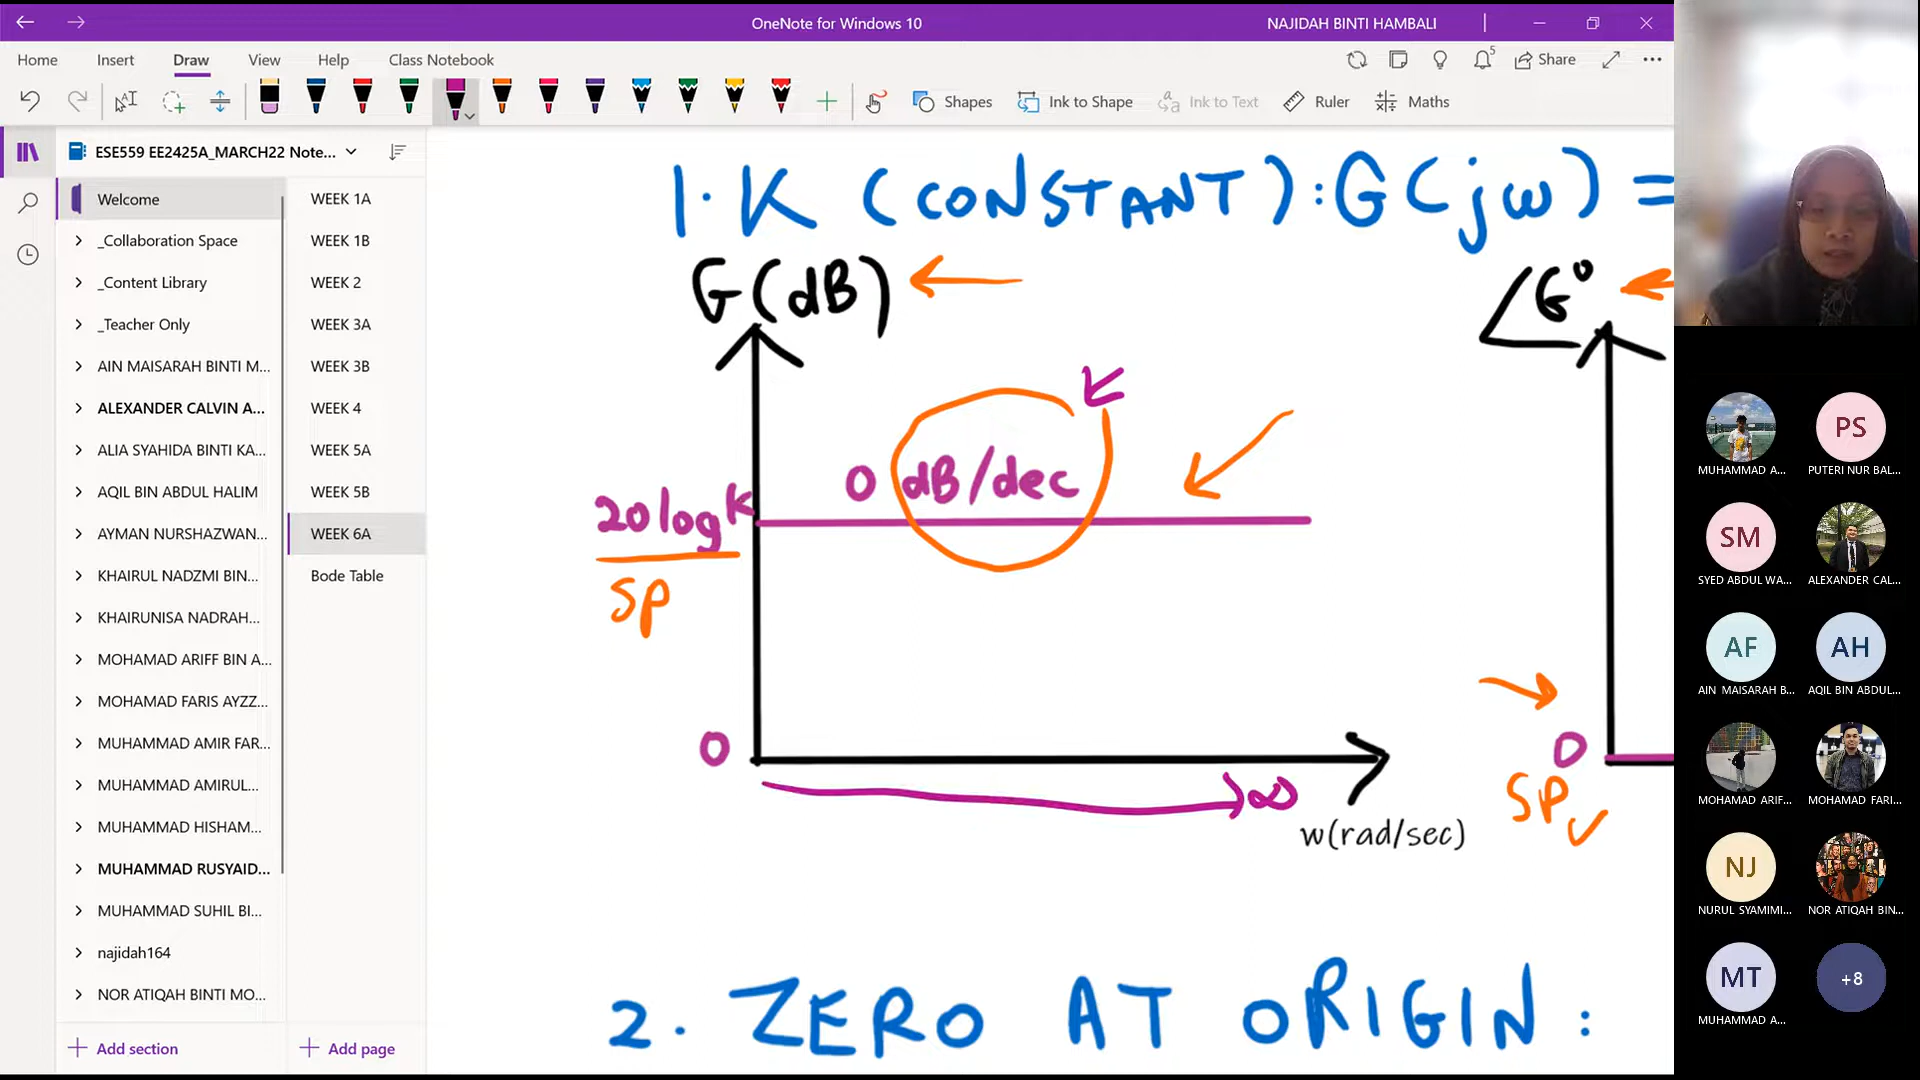 OneNote for Windows 10
NAJIDAH BINTI HAMBALI
Home
Insert
Draw
View
Help
Class Notebook
5
Share
Shapes
Ink to Shape
Ink to Text
Ruler
Maths
ESE559 EE2425A_MARCH22 Note...
Welcome
_Collaboration Space
_Content Library
_Teacher Only
AIN MAISARAH BINTI M...
ALEXANDER CALVIN A...
ALIA SYAHIDA BINTI KA...
AQIL BIN ABDUL HALIM
AYMAN NURSHAZWAN...
KHAIRUL NADZMI BIN...
KHAIRUNISA NADRAH...
MOHAMAD ARIFF BIN A...
MOHAMAD FARIS AYZZ...
MUHAMMAD AMIR FAR...
MUHAMMAD AMIRUL...
MUHAMMAD HISHAM...
MUHAMMAD RUSYAID...
MUHAMMAD SUHIL BI...
najidah164
NOR ATIQAH BINTI MO...
Add section
WEEK 1A
WEEK 1B
WEEK 2
WEEK 3A
WEEK 3B
WEEK 4
WEEK 5A
WEEK 5B
WEEK 6A
Bode Table
Add page
1. K (CONSTANT): G(jω) =
G(dB)
∠G°
0 dB/dec
20 log K
SP
0
∞
w(rad/sec)
0
SP
2. ZERO AT ORIGIN:
MUHAMMAD A...
PS
PUTERI NUR BAL...
SM
SYED ABDUL WA...
ALEXANDER CAL...
AF
AIN MAISARAH B...
AH
AQIL BIN ABDUL...
MOHAMAD ARIF...
MOHAMAD FARI...
NJ
NURUL SYAMIMI...
NOR ATIQAH BIN...
MT
MUHAMMAD A...
+8